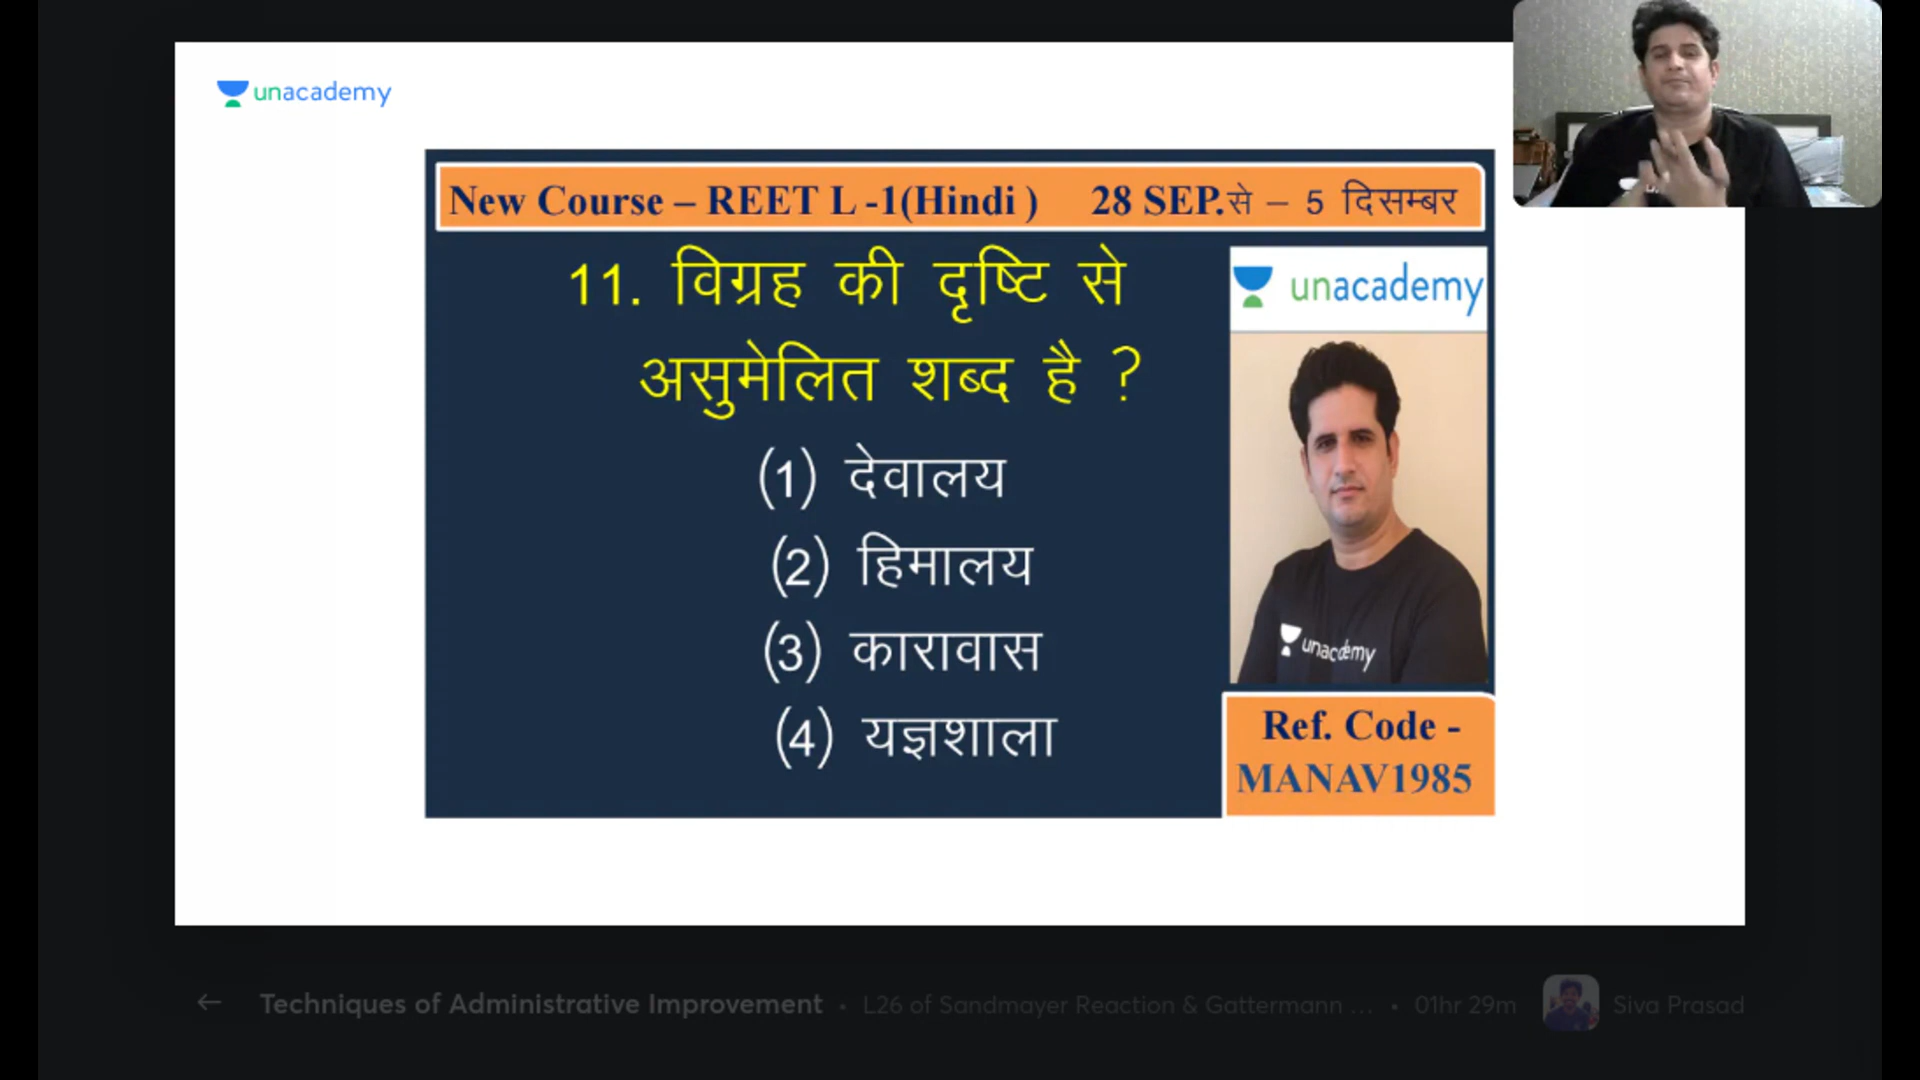 unacademy
New Course – REET L -1(Hindi ) 28 SEP.से – 5 दिसम्बर
11. विग्रह की दृष्टि से
असुमेलित शब्द है ?
(1) देवालय
(2) हिमालय
(3) कारावास
(4) यज्ञशाला
unacademy
unacademy
Ref. Code -
MANAV1985
← Techniques of Administrative Improvement • L26 of Sandmayer Reaction & Gattermann ... • 01hr 29m Siva Prasad